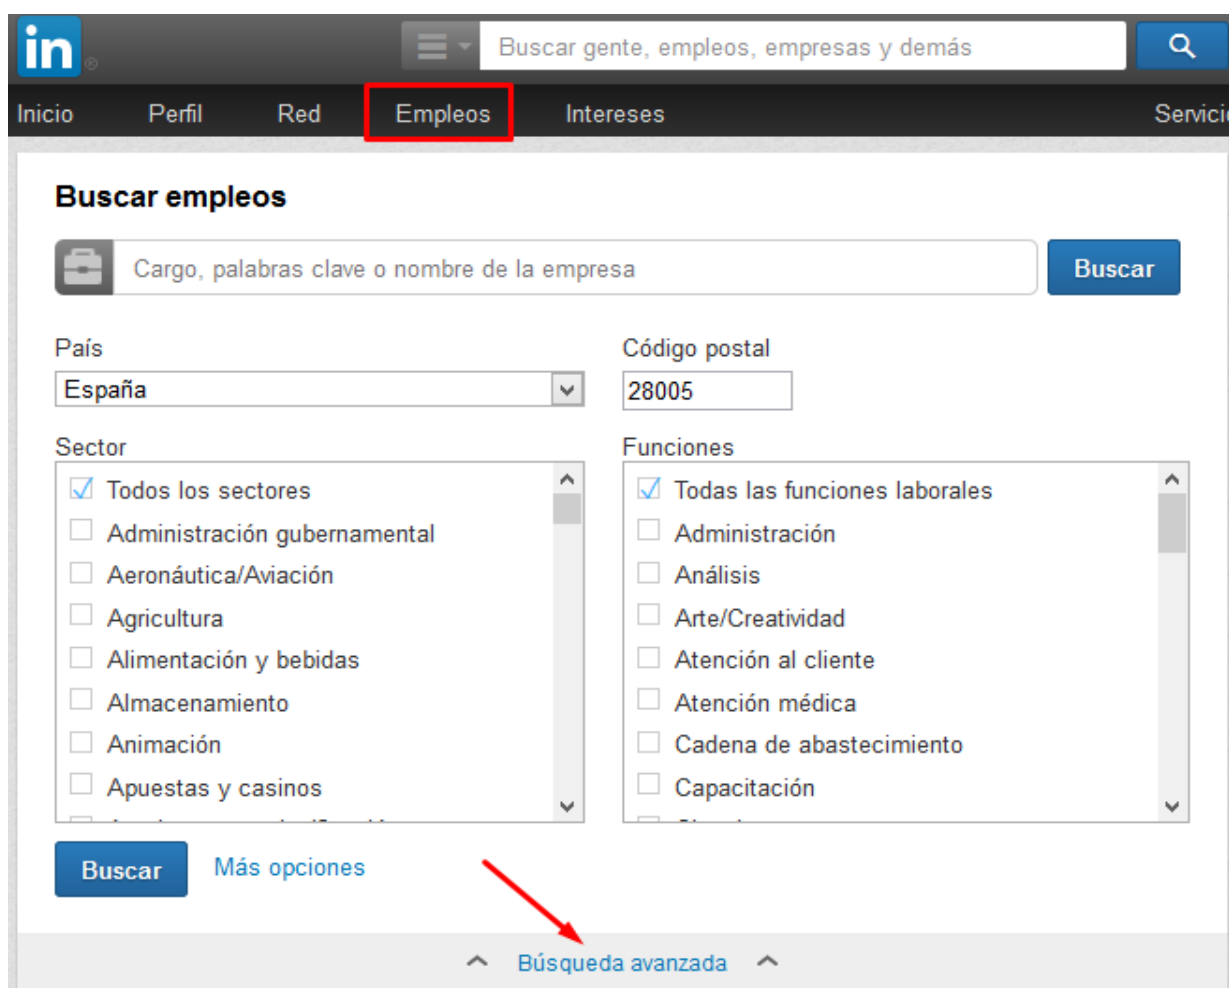 in ®
Buscar gente, empleos, empresas y demás
Inicio Perfil Red Empleos Intereses
Buscar empleos
Cargo, palabras clave o nombre de la empresa Buscar
País Código postal
España 28005
Sector Funciones
Todos los sectores Todas las funciones laborales
Administración gubernamental Administración
Aeronáutica/Aviación Análisis
Agricultura Arte/Creatividad
Alimentación y bebidas Atención al cliente
Almacenamiento Atención médica
Animación Cadena de abastecimiento
Apuestas y casinos Capacitación
Buscar Más opciones
Búsqueda avanzada